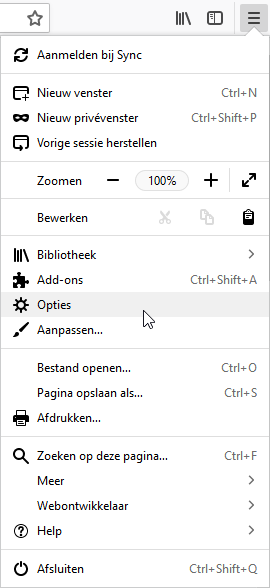 Aanmelden bij Sync
Nieuw venster Ctrl+N
Nieuw privévenster Ctrl+Shift+P
Vorige sessie herstellen
Zoomen 100%
Bewerken
Bibliotheek
Add-ons Ctrl+Shift+A
Opties
Aanpassen...
Bestand openen... Ctrl+O
Pagina opslaan als... Ctrl+S
Afdrukken...
Zoeken op deze pagina... Ctrl+F
Meer
Webontwikkelaar
Help
Afsluiten Ctrl+Shift+Q